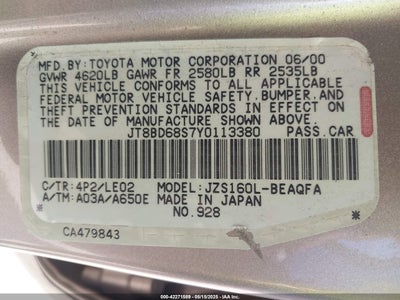 MFD.BY:TOYOTA MOTOR CORPORATION 06/00
GVWR 4620LB GAWR FR 2580LB RR 2535LB
THIS VEHICLE CONFORMS TO ALL APPLICABLE
FEDERAL MOTOR VEHICLE SAFETY, BUMPER, AND
THEFT PREVENTION STANDARDS IN EFFECT ON
THE DATE OF MANUFACTURE SHOWN ABOVE.
JT8BD68S7Y0113380 PASS.CAR
C/TR:4P2/LE02 MODEL:JZS160L-BEAQFA
A/TM:A03A/A650E MADE IN JAPAN
NO.928
CA479843
000-42271589 - 05/15/2025 - IAA Inc. IAAI.COM